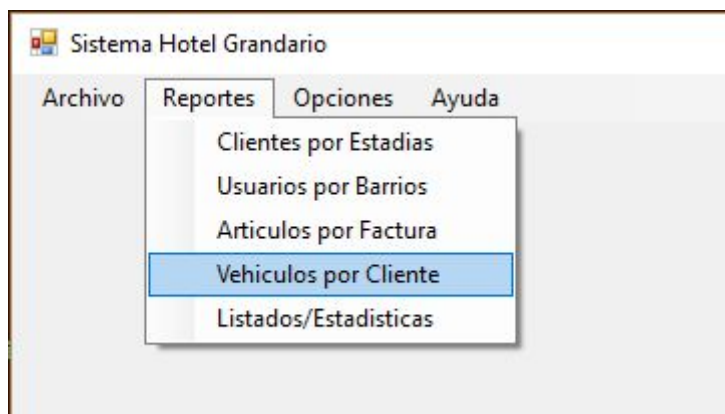 Sistema Hotel Grandario
Archivo Reportes Opciones Ayuda
Clientes por Estadias
Usuarios por Barrios
Articulos por Factura
Vehiculos por Cliente
Listados/Estadisticas